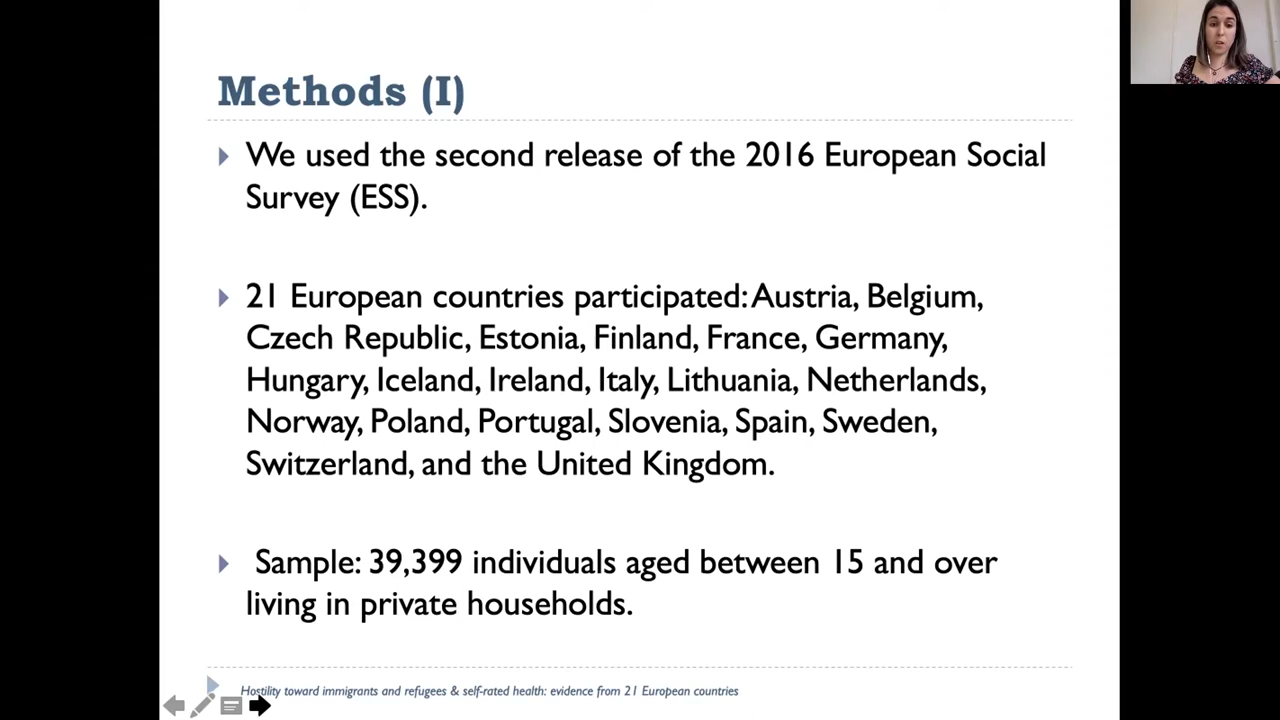 Methods (I)
We used the second release of the 2016 European Social
Survey (ESS).
21 European countries participated: Austria, Belgium,
Czech Republic, Estonia, Finland, France, Germany,
Hungary, Iceland, Ireland, Italy, Lithuania, Netherlands,
Norway, Poland, Portugal, Slovenia, Spain, Sweden,
Switzerland, and the United Kingdom.
Sample: 39,399 individuals aged between 15 and over
living in private households.
Hostility toward immigrants and refugees & self-rated health: evidence from 21 European countries